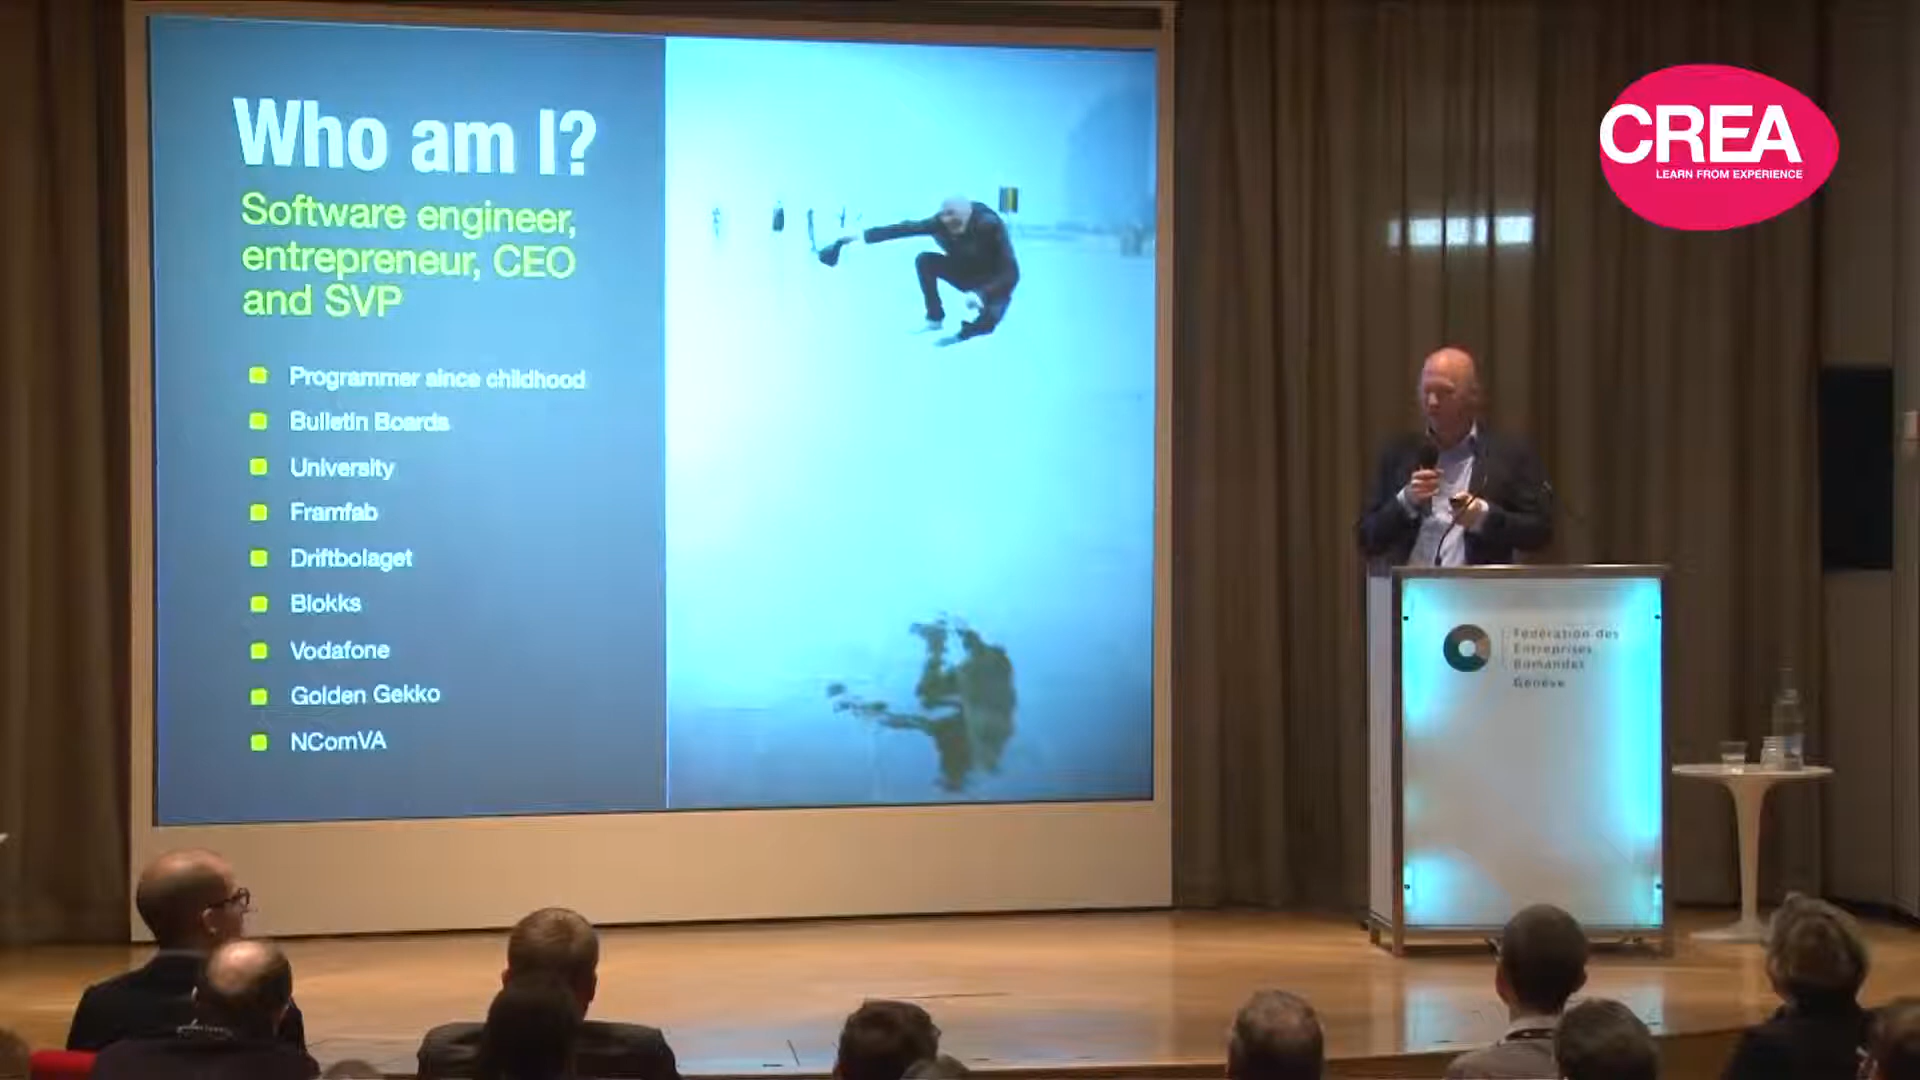 Who am I?
Software engineer,
entrepreneur, CEO
and SVP
Programmer since childhood
Bulletin Boards
University
Framfab
Driftbolaget
Blokks
Vodafone
Golden Gekko
NComVA
CREA
LEARN FROM EXPERIENCE
Fédération des
Entreprises
Romandes
Genève